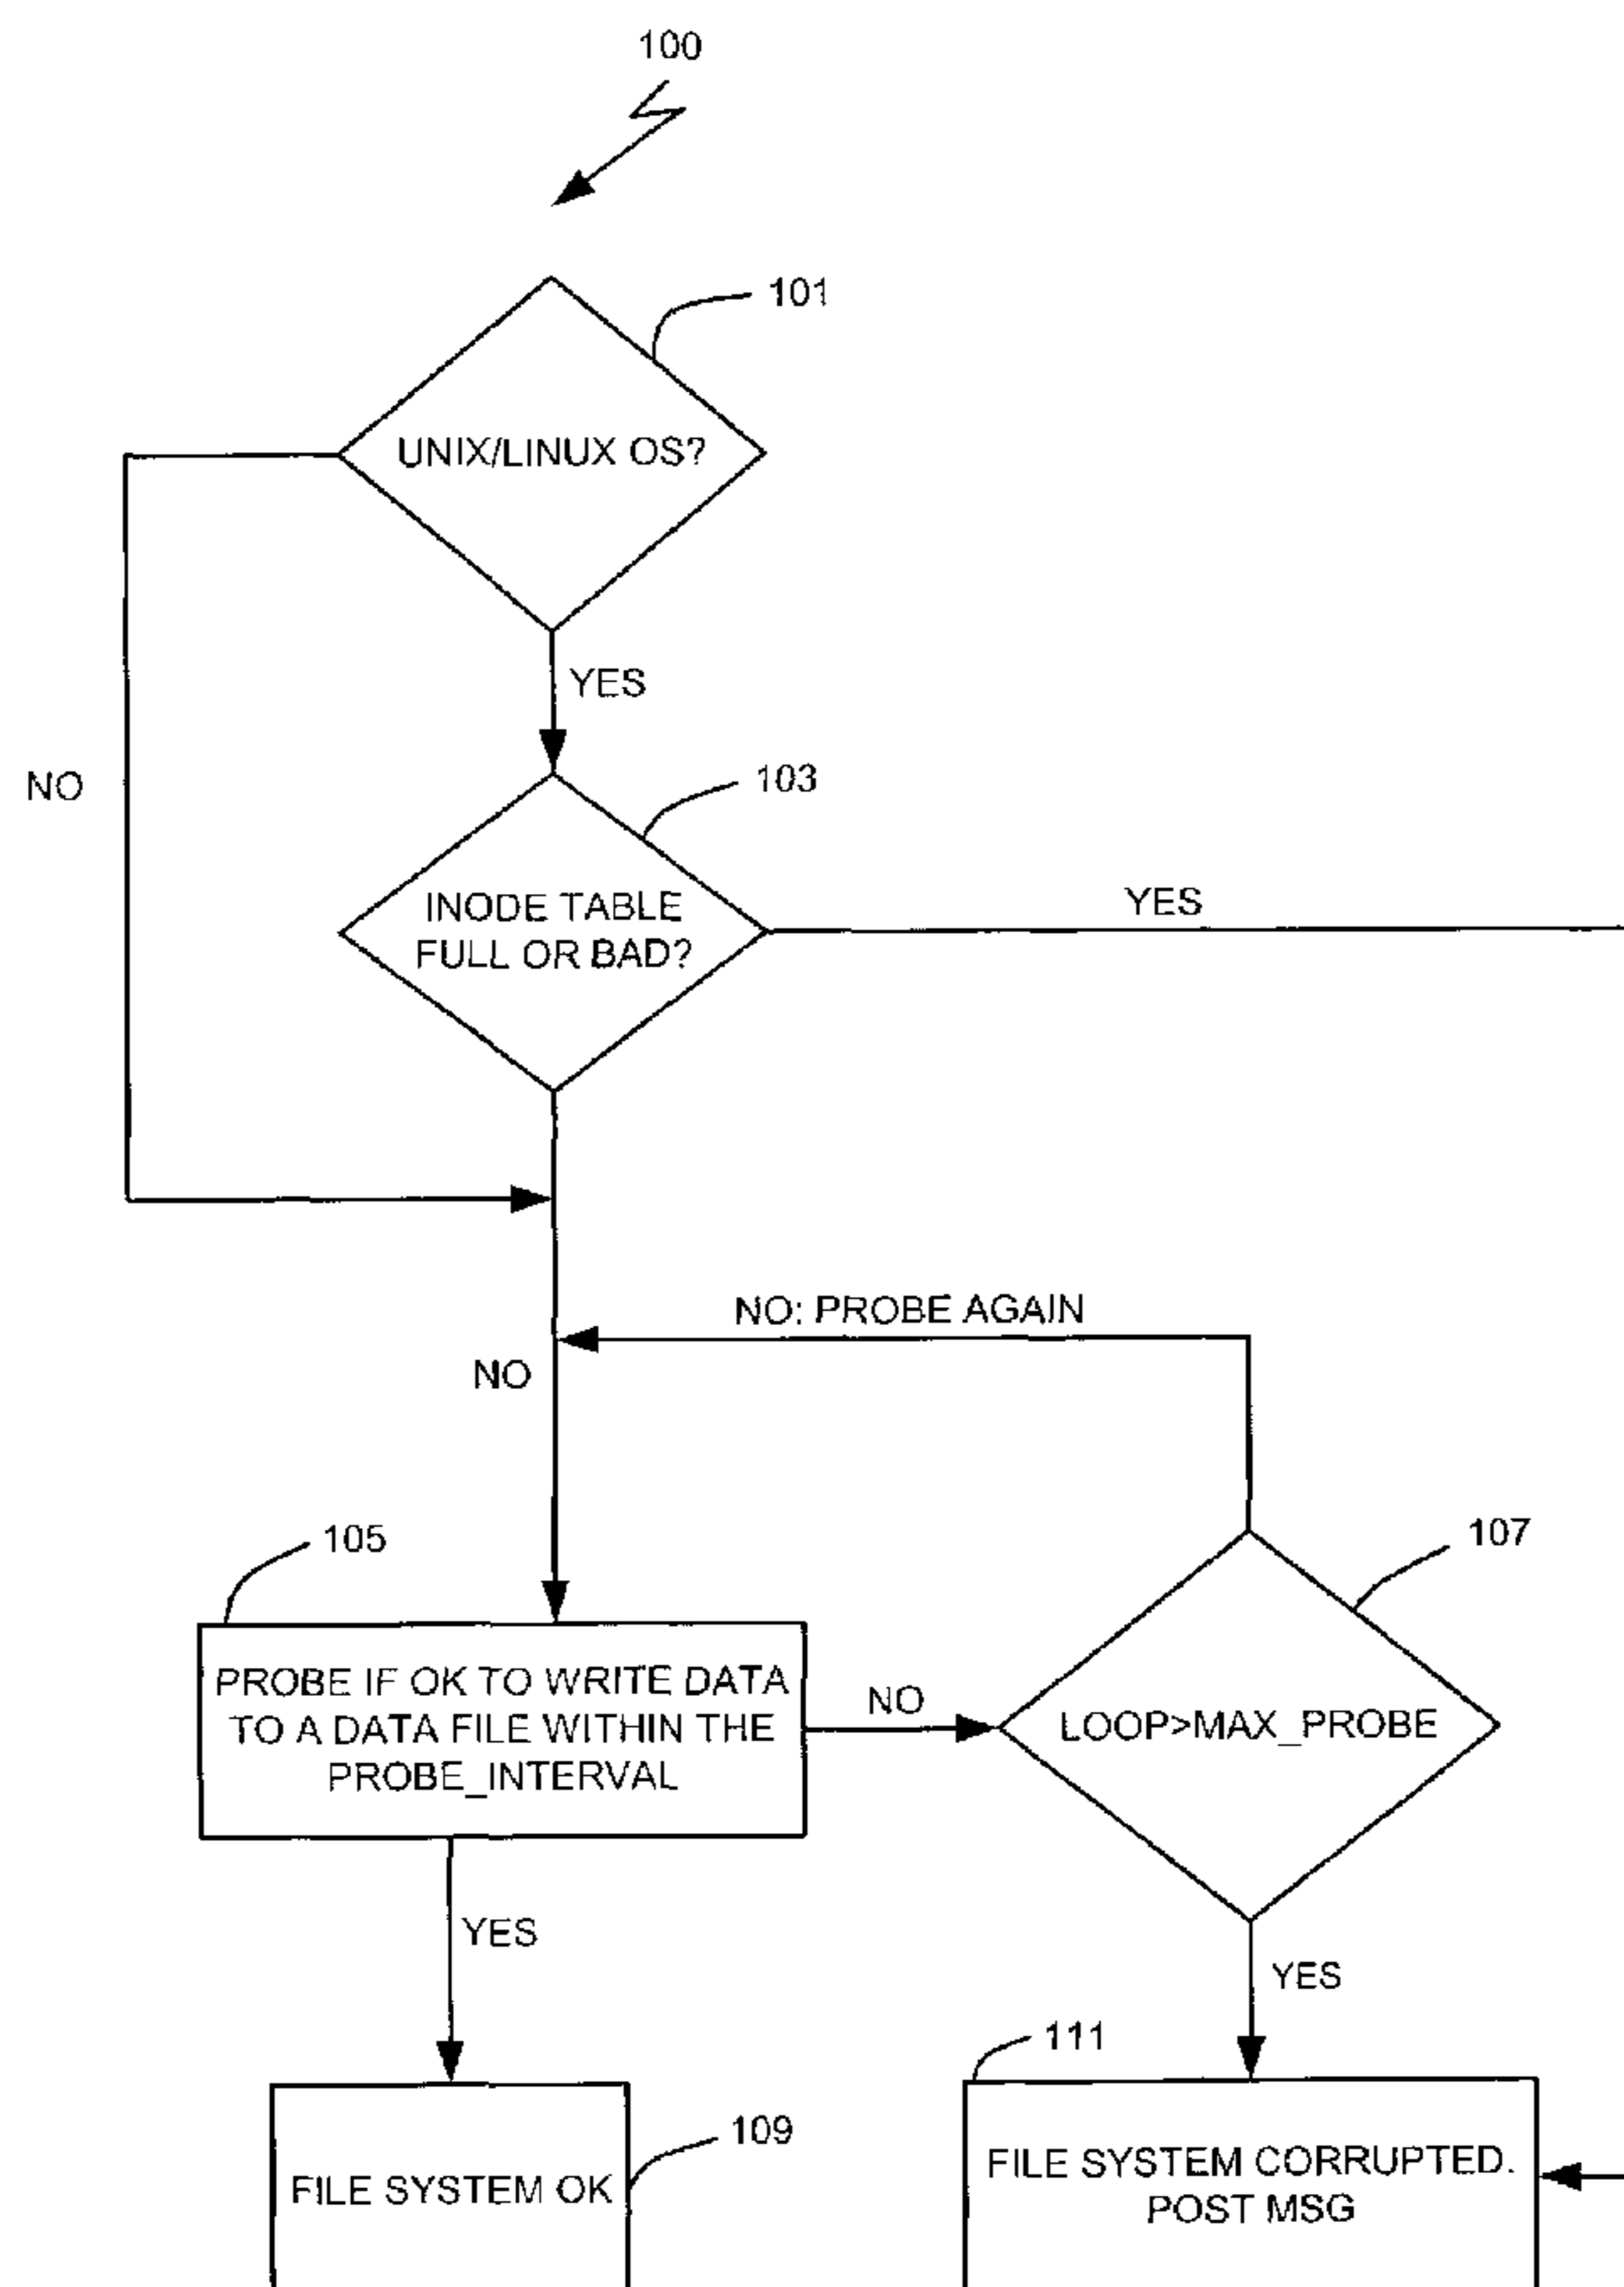 100
101
UNIX/LINUX OS?
YES
NO
103
INODE TABLE
FULL OR BAD?
YES
NO: PROBE AGAIN
NO
105
107
PROBE IF OK TO WRITE DATA
TO A DATA FILE WITHIN THE
PROBE_INTERVAL
NO
LOOP>MAX_PROBE
YES
YES
111
109
FILE SYSTEM OK
FILE SYSTEM CORRUPTED.
POST MSG